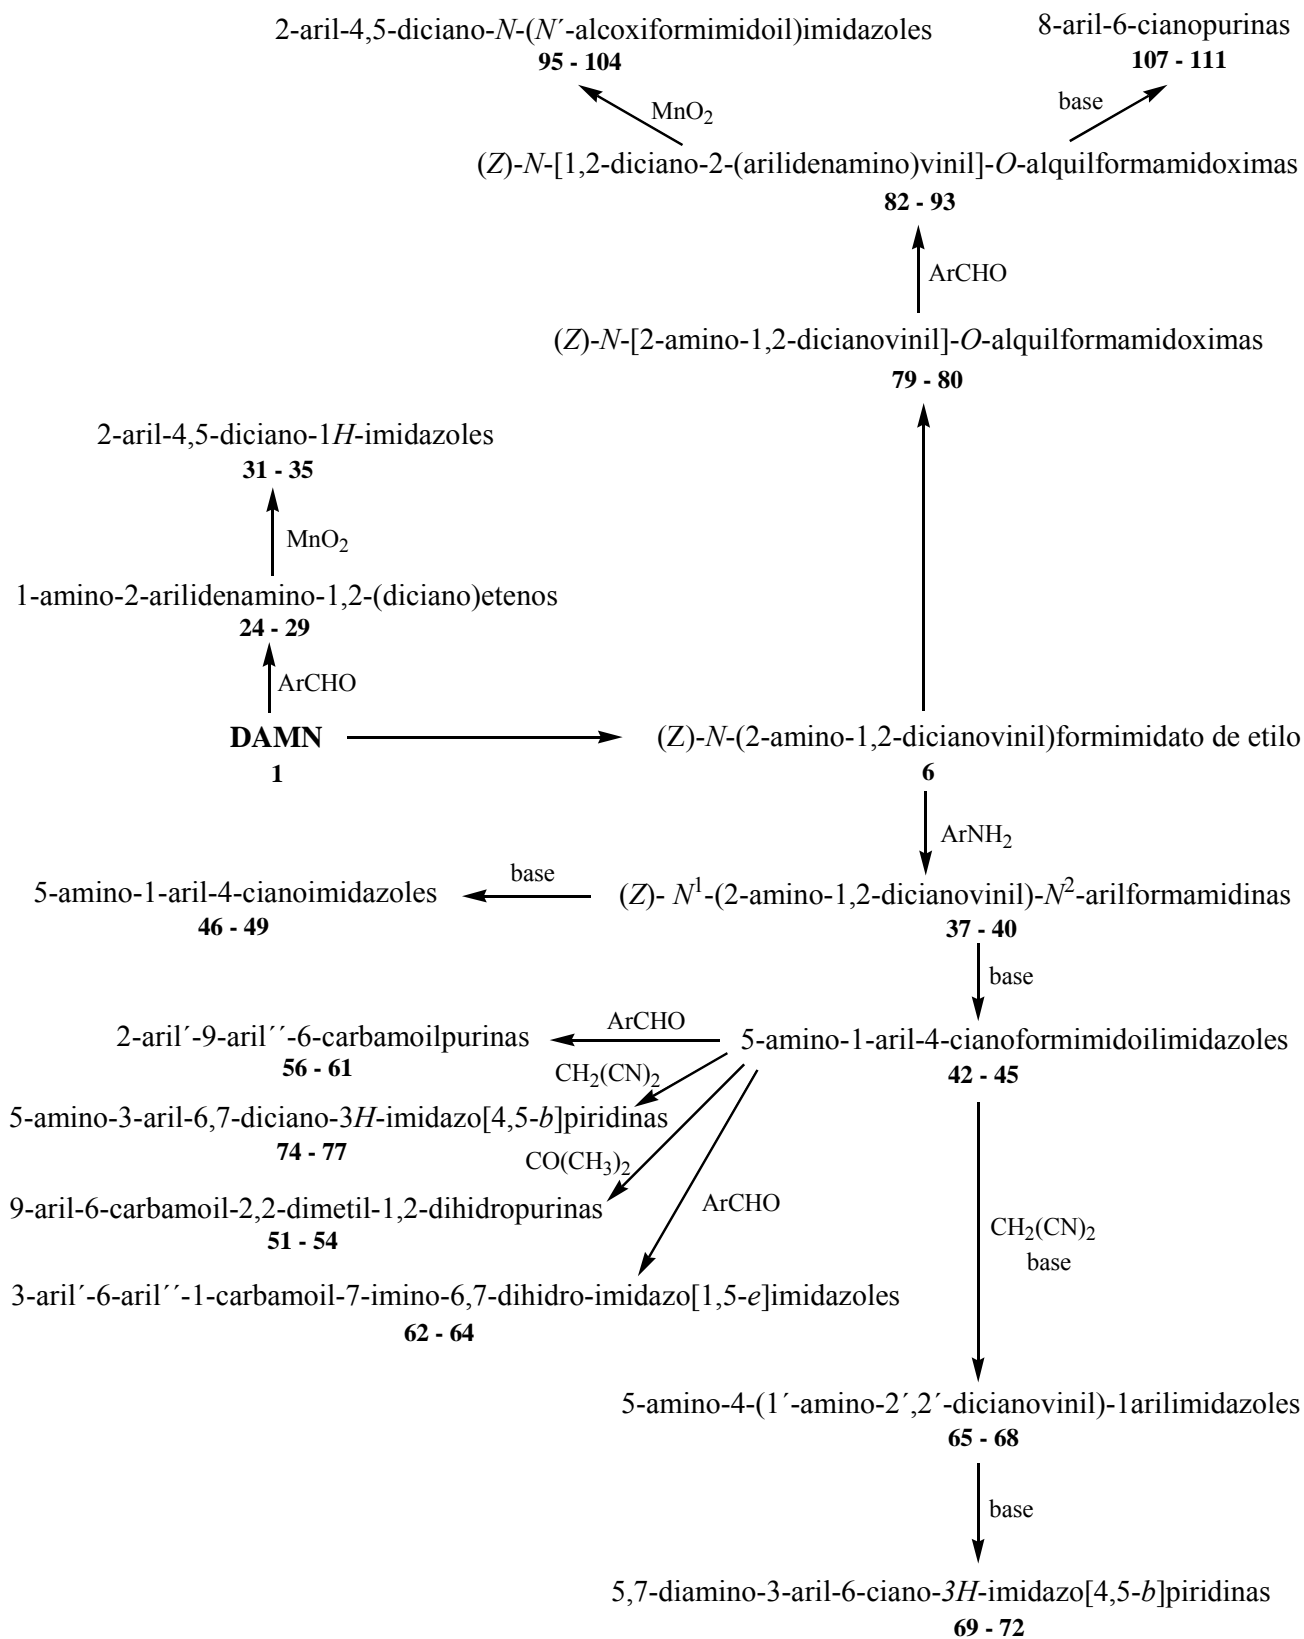 2-aril-4,5-diciano-N-(N´-alcoxiformimidoil)imidazoles
95 - 104
8-aril-6-cianopurinas
107 - 111
MnO2
base
(Z)-N-[1,2-diciano-2-(arilidenamino)vinil]-O-alquilformamidoximas
82 - 93
ArCHO
(Z)-N-[2-amino-1,2-dicianovinil]-O-alquilformamidoximas
79 - 80
2-aril-4,5-diciano-1H-imidazoles
31 - 35
MnO2
1-amino-2-arilidenamino-1,2-(diciano)etenos
24 - 29
ArCHO
DAMN
1
(Z)-N-(2-amino-1,2-dicianovinil)formimidato de etilo
6
ArNH2
5-amino-1-aril-4-cianoimidazoles
46 - 49
base
(Z)- N1-(2-amino-1,2-dicianovinil)-N2-arilformamidinas
37 - 40
base
2-aril´-9-aril´´-6-carbamoilpurinas
56 - 61
ArCHO
5-amino-1-aril-4-cianoformimidoilimidazoles
42 - 45
CH2(CN)2
5-amino-3-aril-6,7-diciano-3H-imidazo[4,5-b]piridinas
74 - 77
CO(CH3)2
9-aril-6-carbamoil-2,2-dimetil-1,2-dihidropurinas
51 - 54
ArCHO
CH2(CN)2
base
3-aril´-6-aril´´-1-carbamoil-7-imino-6,7-dihidro-imidazo[1,5-e]imidazoles
62 - 64
5-amino-4-(1´-amino-2´,2´-dicianovinil)-1arilimidazoles
65 - 68
base
5,7-diamino-3-aril-6-ciano-3H-imidazo[4,5-b]piridinas
69 - 72